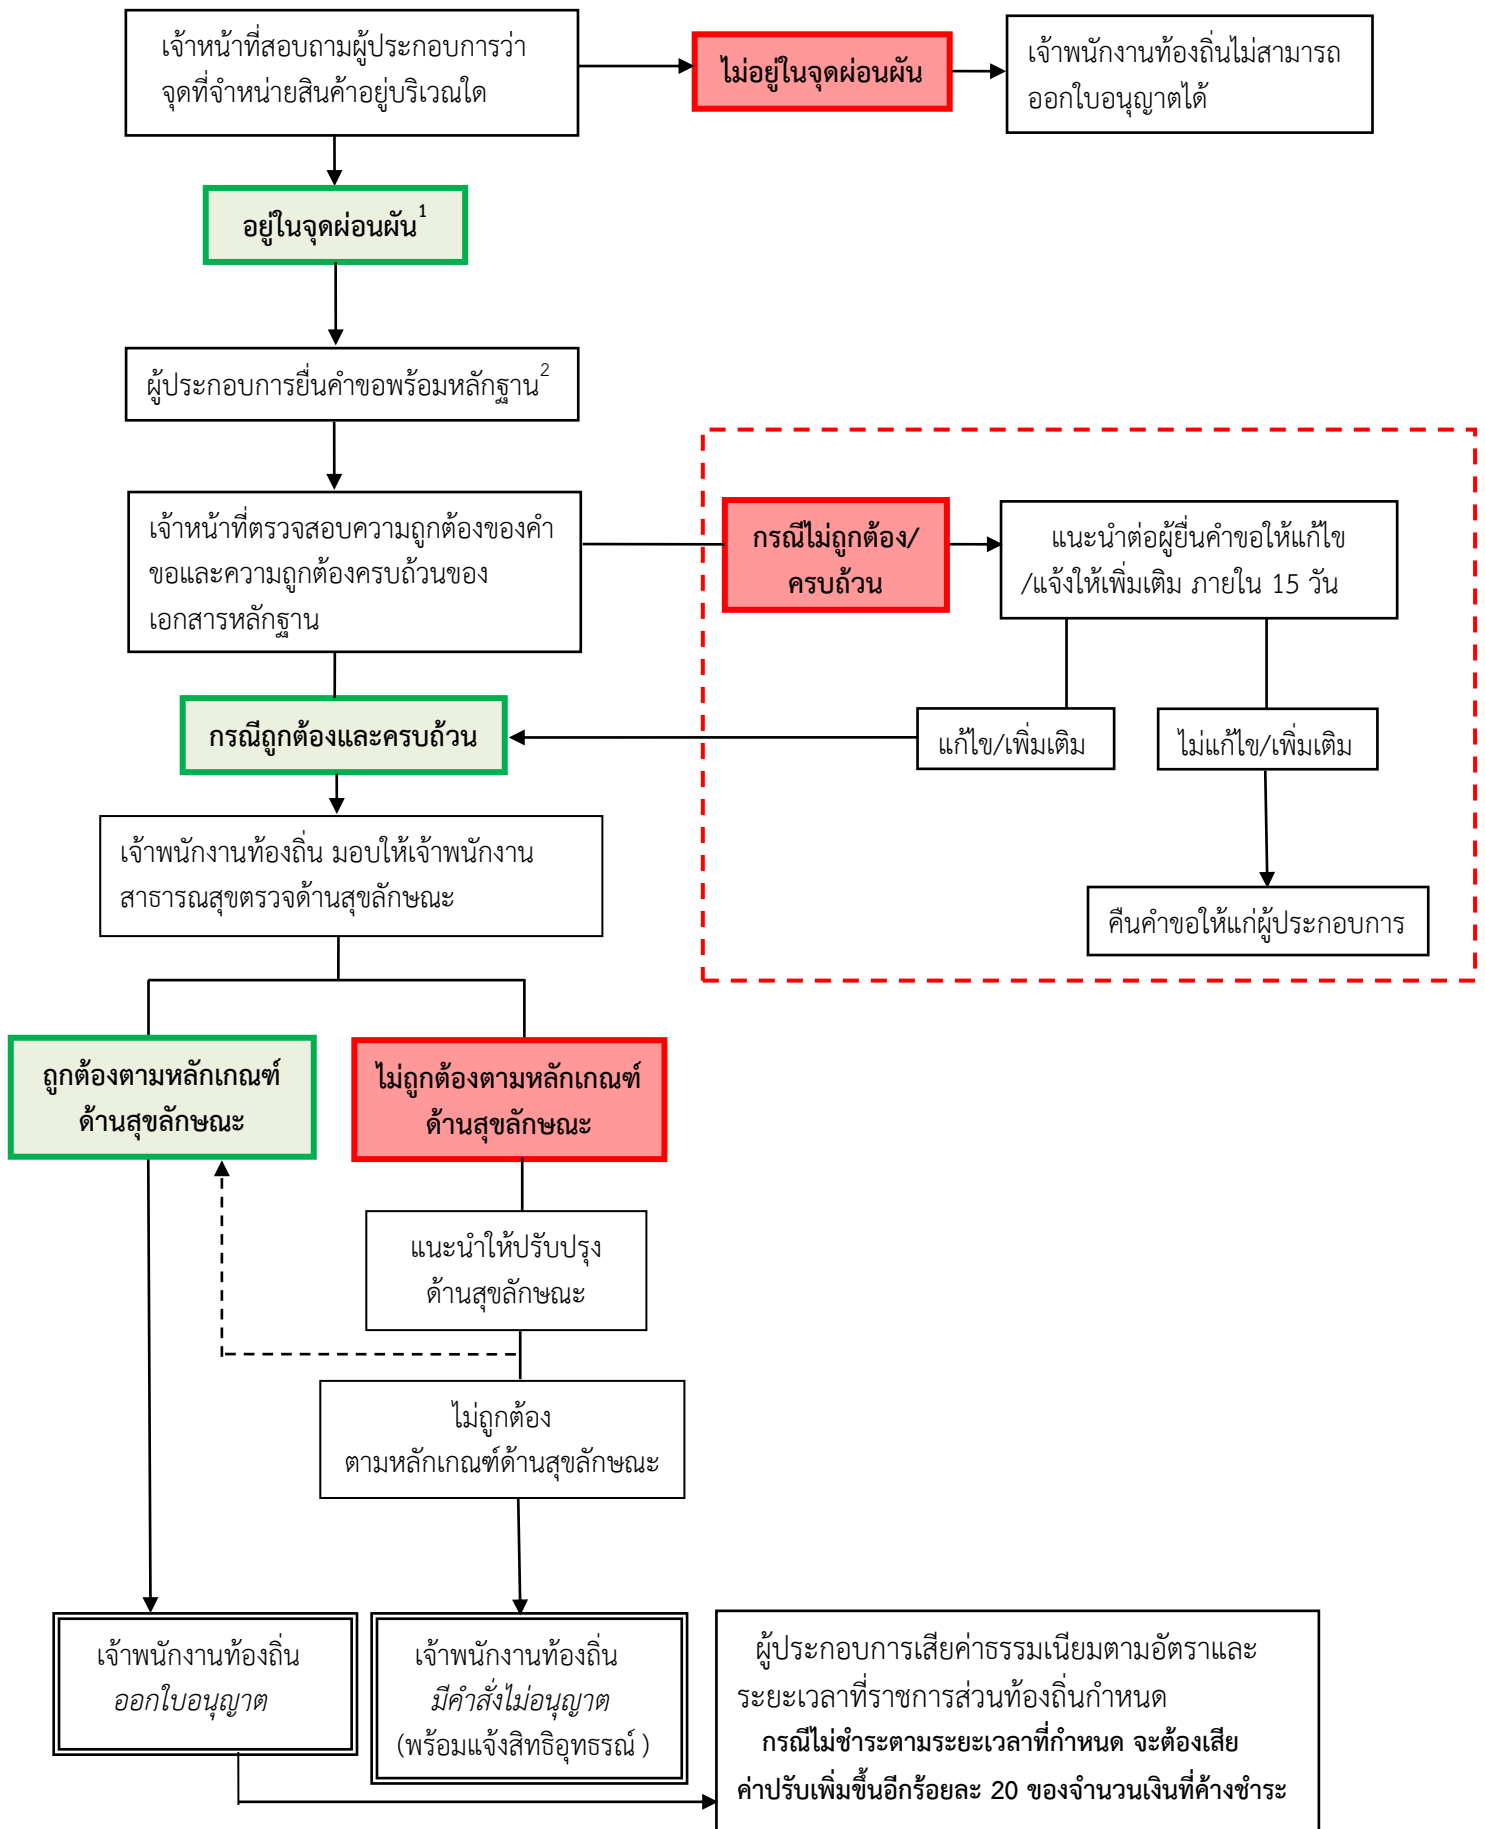 เจ้าหน้าที่สอบถามผู้ประกอบการว่า
จุดที่จำหน่ายสินค้าอยู่บริเวณใด
ไม่อยู่ในจุดผ่อนผัน
เจ้าพนักงานท้องถิ่นไม่สามารถ
ออกใบอนุญาตได้
อยู่ในจุดผ่อนผัน1
ผู้ประกอบการยื่นคำขอพร้อมหลักฐาน2
เจ้าหน้าที่ตรวจสอบความถูกต้องของคำ
ขอและความถูกต้องครบถ้วนของ
เอกสารหลักฐาน
กรณีไม่ถูกต้อง/
ครบถ้วน
แนะนำต่อผู้ยื่นคำขอให้แก้ไข
/แจ้งให้เพิ่มเติม ภายใน 15 วัน
กรณีถูกต้องและครบถ้วน
แก้ไข/เพิ่มเติม
ไม่แก้ไข/เพิ่มเติม
เจ้าพนักงานท้องถิ่น มอบให้เจ้าพนักงาน
สาธารณสุขตรวจด้านสุขลักษณะ
คืนคำขอให้แก่ผู้ประกอบการ
ถูกต้องตามหลักเกณฑ์
ด้านสุขลักษณะ
ไม่ถูกต้องตามหลักเกณฑ์
ด้านสุขลักษณะ
แนะนำให้ปรับปรุง
ด้านสุขลักษณะ
ไม่ถูกต้อง
ตามหลักเกณฑ์ด้านสุขลักษณะ
เจ้าพนักงานท้องถิ่น
ออกใบอนุญาต
เจ้าพนักงานท้องถิ่น
มีคำสั่งไม่อนุญาต
(พร้อมแจ้งสิทธิอุทธรณ์ )
ผู้ประกอบการเสียค่าธรรมเนียมตามอัตราและ
ระยะเวลาที่ราชการส่วนท้องถิ่นกำหนด
กรณีไม่ชำระตามระยะเวลาที่กำหนด จะต้องเสีย
ค่าปรับเพิ่มขึ้นอีกร้อยละ 20 ของจำนวนเงินที่ค้างชำระ